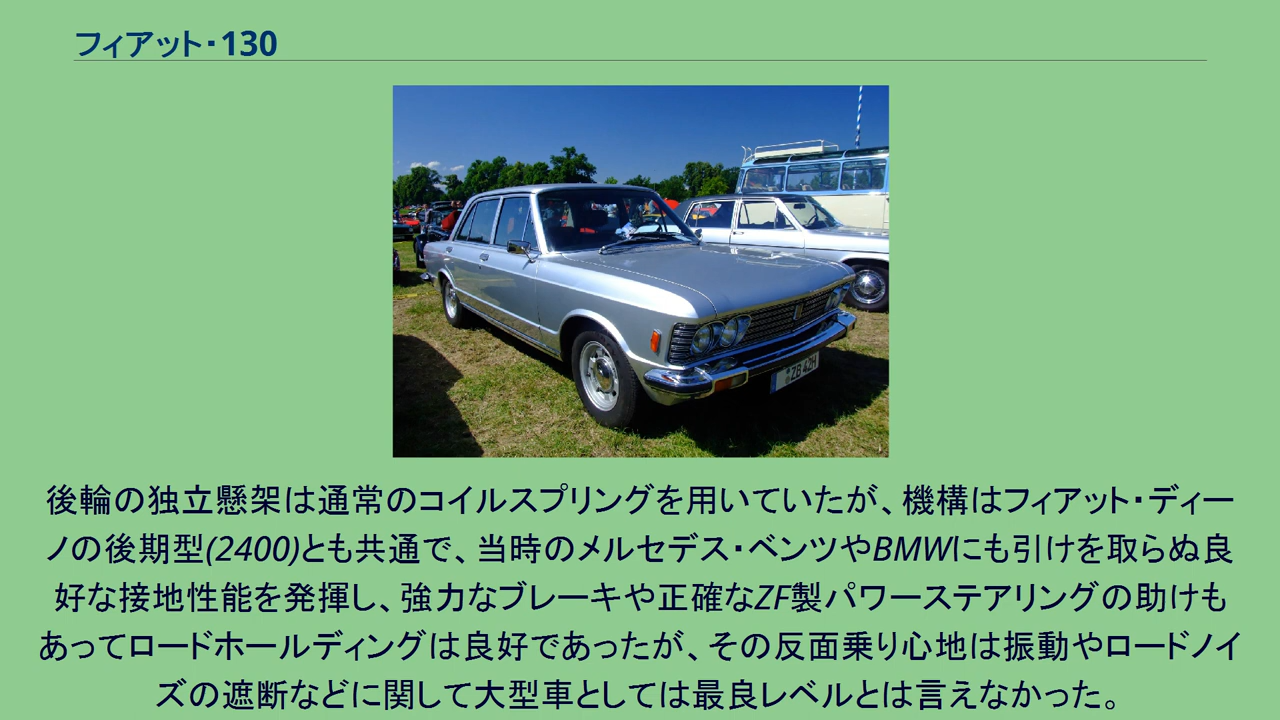 フィアット・130
ZB 42H
後輪の独立懸架は通常のコイルスプリングを用いていたが、機構はフィアット・ディー
ノの後期型(2400)とも共通で、当時のメルセデス・ベンツやBMWにも引けを取らぬ良
好な接地性能を発揮し、強力なブレーキや正確なZF製パワーステアリングの助けも
あってロードホールディングは良好であったが、その反面乗り心地は振動やロードノイ
ズの遮断などに関して大型車としては最良レベルとは言えなかった。